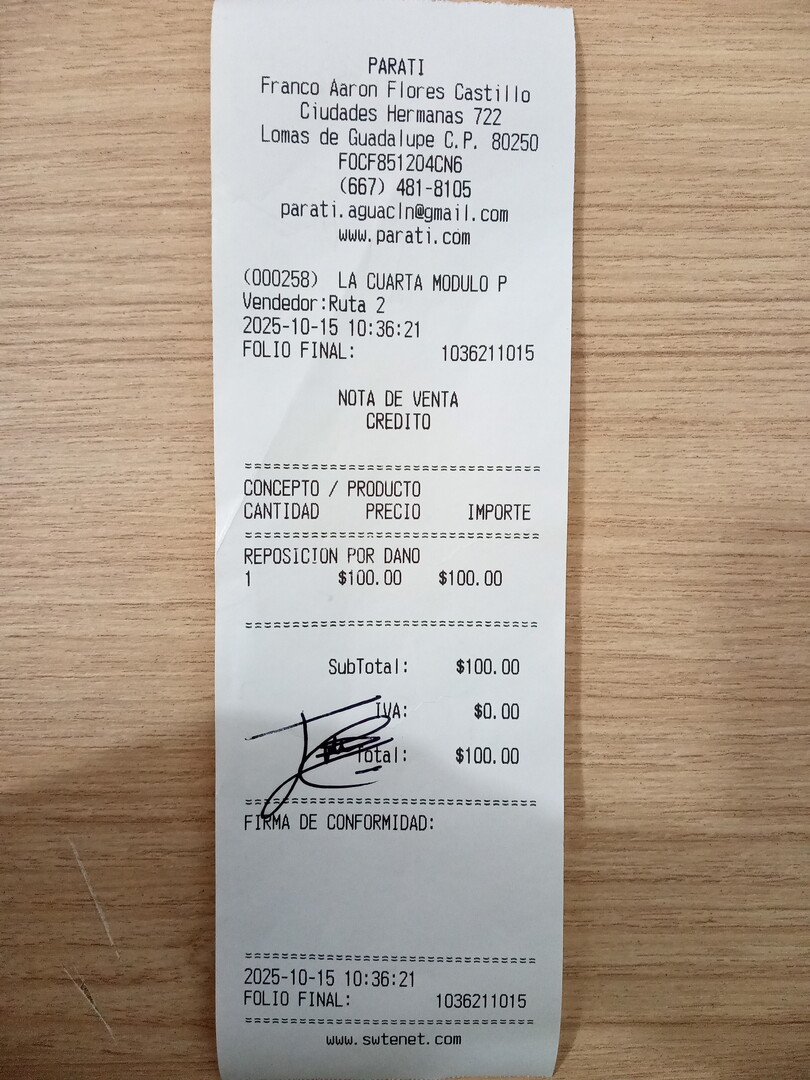 PARATI
Franco Aaron Flores Castillo
Ciudades Hermanas 722
Lomas de Guadalupe C.P. 80250
FOCF851204CN6
(667) 481-8105
parati.aguacln@gmail.com
www.parati.com
(000258) LA CUARTA MODULO P
Vendedor:Ruta 2
2025-10-15 10:36:21
FOLIO FINAL: 1036211015
NOTA DE VENTA
CREDITO
CONCEPTO / PRODUCTO
CANTIDAD PRECIO IMPORTE
REPOSICION POR DANO
1 $100.00 $100.00
SubTotal: $100.00
IVA: $0.00
Total: $100.00
FIRMA DE CONFORMIDAD:
2025-10-15 10:36:21
FOLIO FINAL: 1036211015
www.swtenet.com